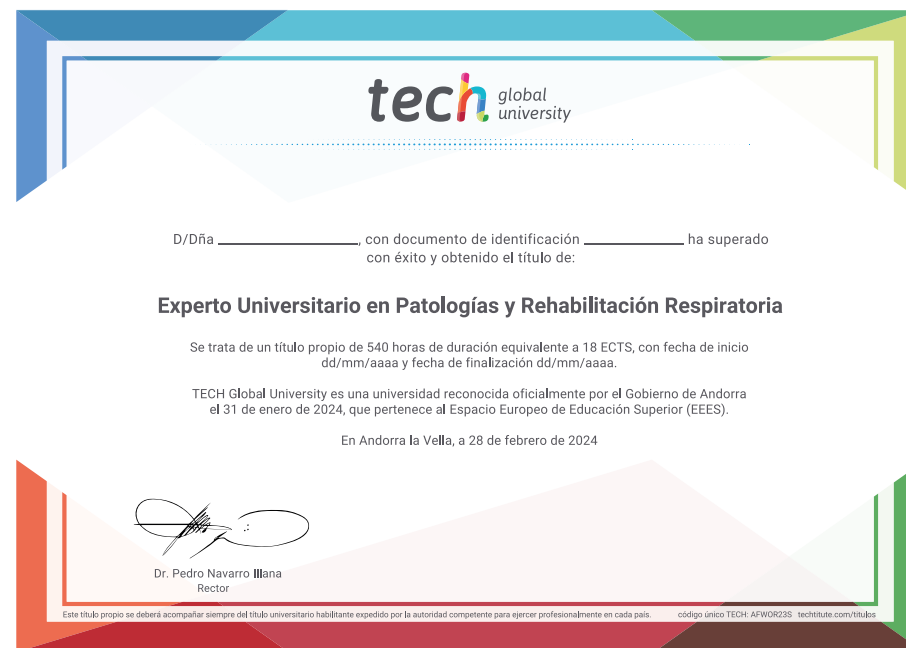 tech global university
D/Dña ____________________, con documento de identificación ______________ ha superado
con éxito y obtenido el título de:
Experto Universitario en Patologías y Rehabilitación Respiratoria
Se trata de un título propio de 540 horas de duración equivalente a 18 ECTS, con fecha de inicio
dd/mm/aaaa y fecha de finalización dd/mm/aaaa.
TECH Global University es una universidad reconocida oficialmente por el Gobierno de Andorra
el 31 de enero de 2024, que pertenece al Espacio Europeo de Educación Superior (EEES).
En Andorra la Vella, a 28 de febrero de 2024
Dr. Pedro Navarro Illana
Rector
Este título propio se deberá acompañar siempre del título universitario habilitante expedido por la autoridad competente para ejercer profesionalmente en cada país. código único TECH: AFWOR23S techtitute.com/titulos